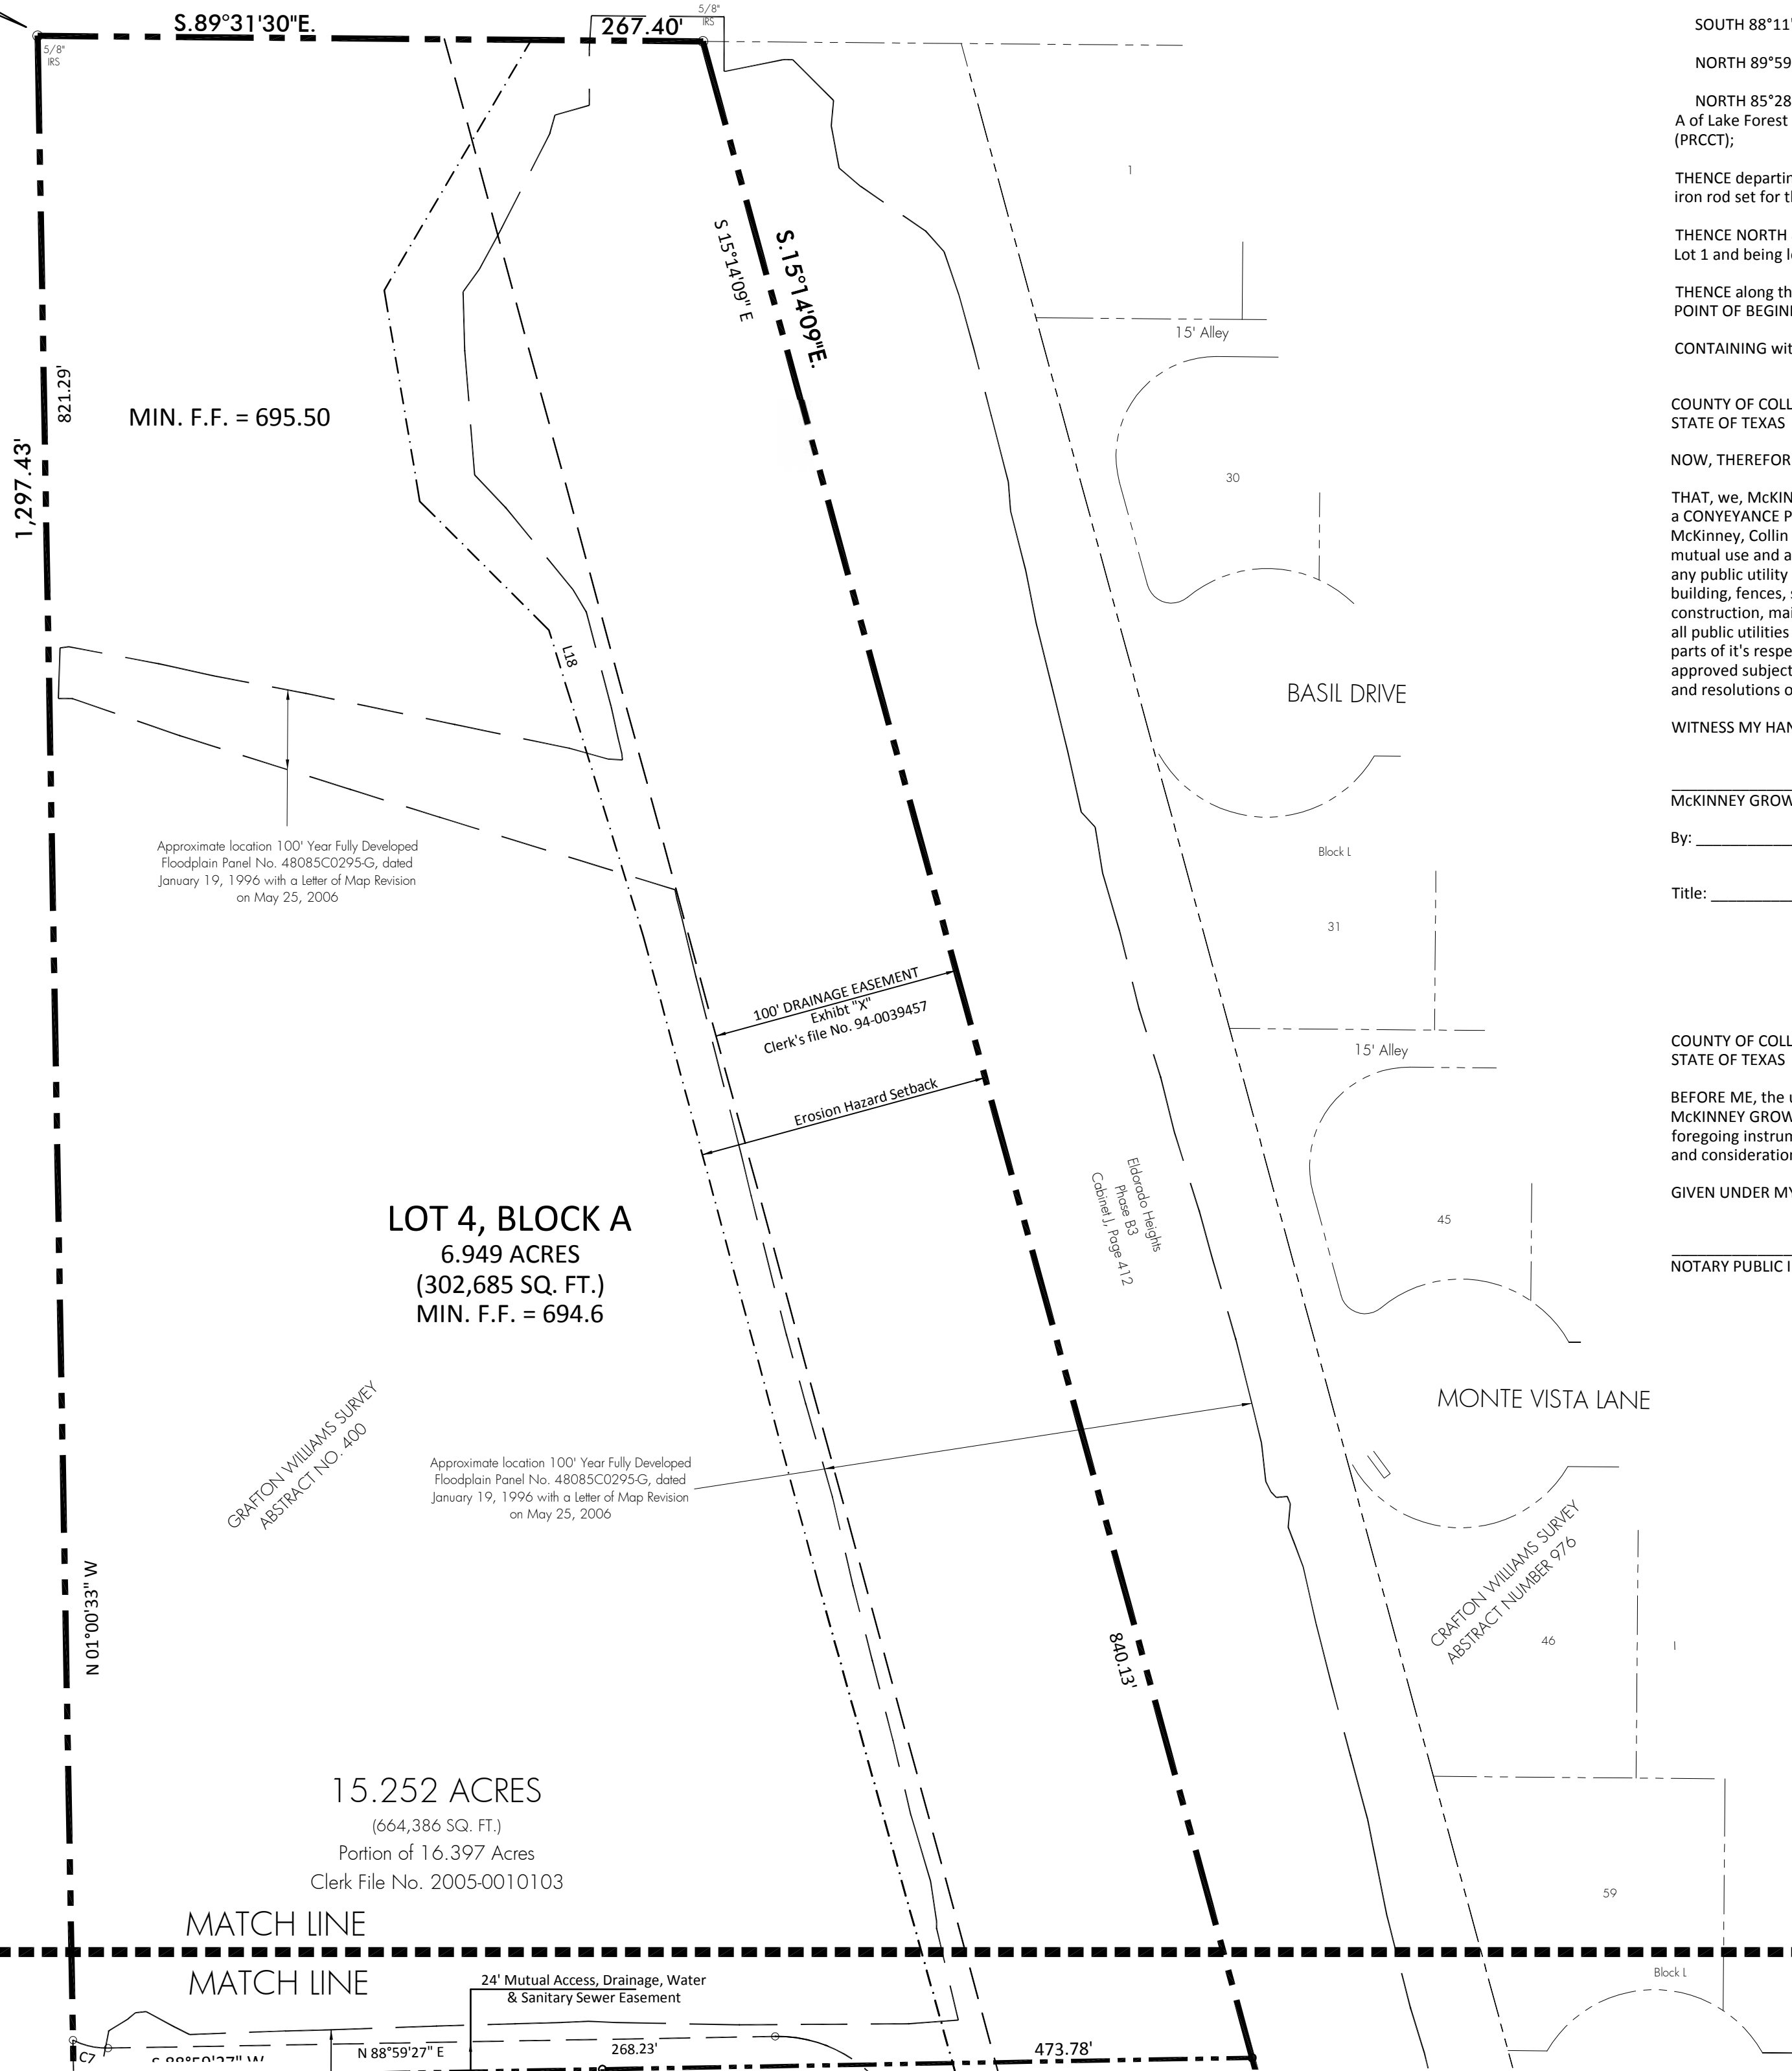 S.89°31'30"E.
267.40'
5/8"
IRS
5/8"
IRS
S 15°14'09" E
S.15°14'09"E.
821.29'
1,297.43'
MIN. F.F. = 695.50
L18
Approximate location 100' Year Fully Developed
Floodplain Panel No. 48085C0295-G, dated
January 19, 1996 with a Letter of Map Revision
on May 25, 2006
100' DRAINAGE EASEMENT
Exhibt "X"
Clerk's file No. 94-0039457
Erosion Hazard Setback
LOT 4, BLOCK A
6.949 ACRES
(302,685 SQ. FT.)
MIN. F.F. = 694.6
GRAFTON WILLIAMS SURVEY
ABSTRACT NO. 400
Approximate location 100' Year Fully Developed
Floodplain Panel No. 48085C0295-G, dated
January 19, 1996 with a Letter of Map Revision
on May 25, 2006
N 01°00'33" W
840.13'
15.252 ACRES
(664,386 SQ. FT.)
Portion of 16.397 Acres
Clerk File No. 2005-0010103
MATCH LINE
MATCH LINE
24' Mutual Access, Drainage, Water
& Sanitary Sewer Easement
C7
S 88°59'27" W
N 88°59'27" E
268.23'
473.78'
1
15' Alley
30
BASIL DRIVE
Block L
31
15' Alley
Eldorado Heights
Phase B3
Cabinet J, Page 412
45
MONTE VISTA LANE
CRAFTON WILLIAMS SURVEY
ABSTRACT NUMBER 976
46
59
Block L
SOUTH 88°11'
NORTH 89°59
NORTH 85°28
A of Lake Forest
(PRCCT);
THENCE departin
iron rod set for th
THENCE NORTH
Lot 1 and being l
THENCE along th
POINT OF BEGINN
CONTAINING wit
COUNTY OF COLL
STATE OF TEXAS
NOW, THEREFOR
THAT, we, McKIN
a CONYEYANCE P
McKinney, Collin
mutual use and a
any public utility
building, fences, s
construction, mai
all public utilities
parts of it's respe
approved subject
and resolutions o
WITNESS MY HAN
McKINNEY GROW
By:
Title:
COUNTY OF COLL
STATE OF TEXAS
BEFORE ME, the u
McKINNEY GROW
foregoing instrum
and consideration
GIVEN UNDER MY
NOTARY PUBLIC I